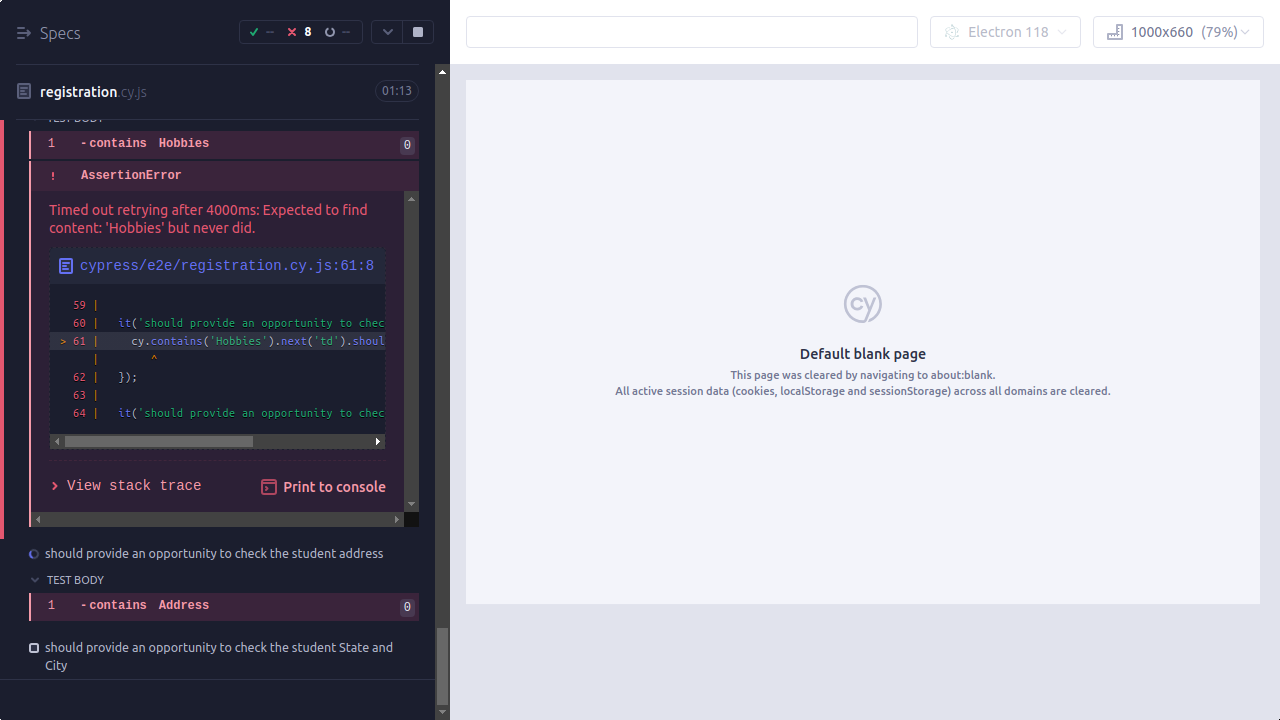 Specs
--
8
--
Electron 118
1000x660 (79%)
registration.cy.js
01:13
TEST BODY
1 -contains Hobbies 0
! AssertionError
Timed out retrying after 4000ms: Expected to find
content: 'Hobbies' but never did.
cypress/e2e/registration.cy.js:61:8
59 |
60 | it('should provide an opportunity to chec
> 61 | cy.contains('Hobbies').next('td').shoul
| ^
62 | });
63 |
64 | it('should provide an opportunity to chec
View stack trace
Print to console
should provide an opportunity to check the student address
TEST BODY
1 -contains Address 0
should provide an opportunity to check the student State and
City
cy
Default blank page
This page was cleared by navigating to about:blank.
All active session data (cookies, localStorage and sessionStorage) across all domains are cleared.